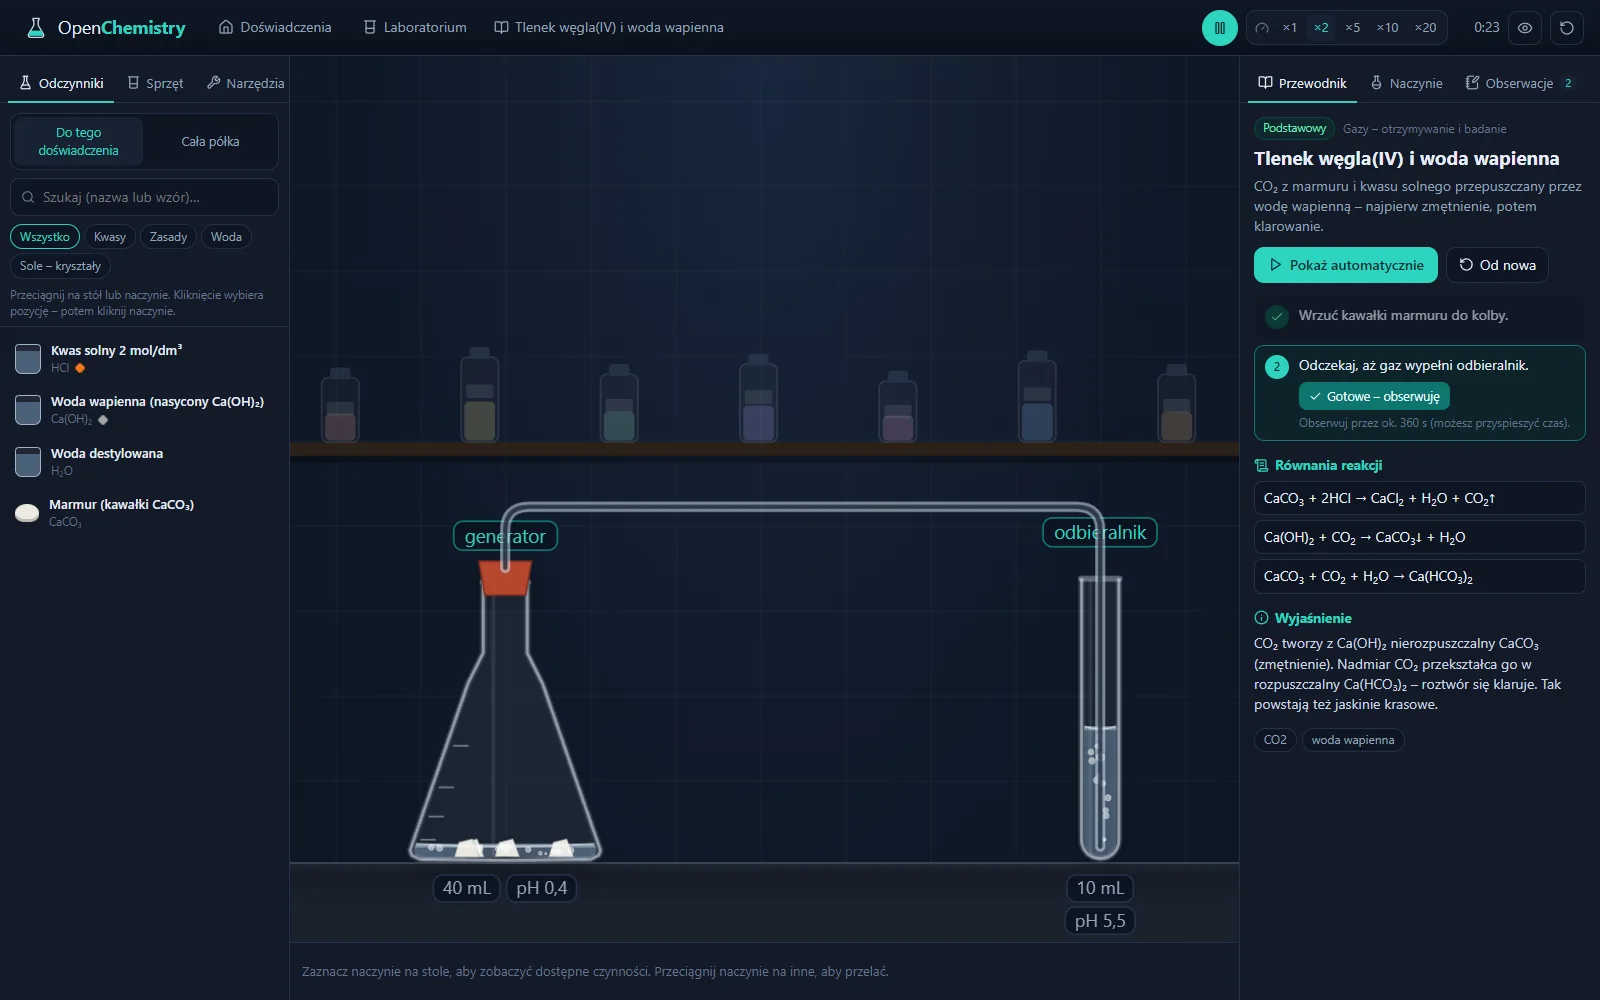 OpenChemistry
Doświadczenia
Laboratorium
Tlenek węgla(IV) i woda wapienna
×1 ×2 ×5 ×10 ×20
0:23
Odczynniki
Sprzęt
Narzędzia
Do tego
doświadczenia
Cała półka
Szukaj (nazwa lub wzór)...
Wszystko
Kwasy
Zasady
Woda
Sole – kryształy
Przeciągnij na stół lub naczynie. Kliknięcie wybiera
pozycję – potem kliknij naczynie.
Kwas solny 2 mol/dm³
HCl
Woda wapienna (nasycony Ca(OH)₂)
Ca(OH)₂
Woda destylowana
H₂O
Marmur (kawałki CaCO₃)
CaCO₃
generator
odbieralnik
40 mL
pH 0,4
10 mL
pH 5,5
Zaznacz naczynie na stole, aby zobaczyć dostępne czynności. Przeciągnij naczynie na inne, aby przelać.
Przewodnik
Naczynie
Obserwacje 2
Podstawowy
Gazy – otrzymywanie i badanie
Tlenek węgla(IV) i woda wapienna
CO₂ z marmuru i kwasu solnego przepuszczany przez
wodę wapienną – najpierw zmętnienie, potem
klarowanie.
Pokaż automatycznie
Od nowa
Wrzuć kawałki marmuru do kolby.
2
Odczekaj, aż gaz wypełni odbieralnik.
Gotowe – obserwuję
Obserwuj przez ok. 360 s (możesz przyspieszyć czas).
Równania reakcji
CaCO₃ + 2HCl → CaCl₂ + H₂O + CO₂↑
Ca(OH)₂ + CO₂ → CaCO₃↓ + H₂O
CaCO₃ + CO₂ + H₂O → Ca(HCO₃)₂
Wyjaśnienie
CO₂ tworzy z Ca(OH)₂ nierozpuszczalny CaCO₃
(zmętnienie). Nadmiar CO₂ przekształca go w
rozpuszczalny Ca(HCO₃)₂ – roztwór się klaruje. Tak
powstają też jaskinie krasowe.
CO2
woda wapienna